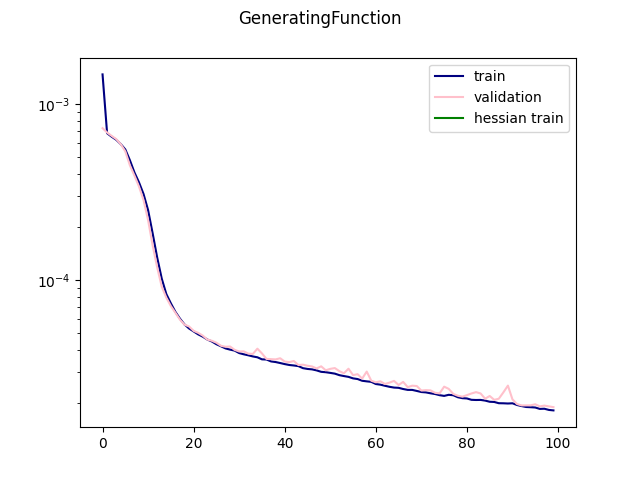 GeneratingFunction
train
validation
hessian train
10⁻³
10⁻⁴
0 20 40 60 80 100